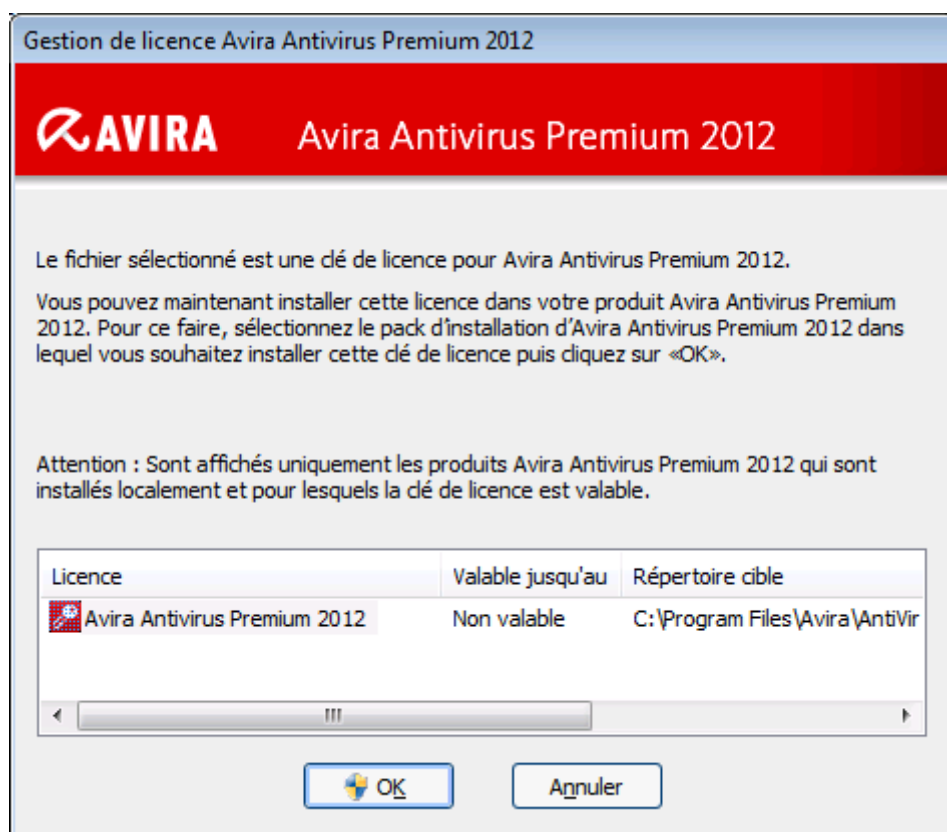 Gestion de licence Avira Antivirus Premium 2012
AVIRA Avira Antivirus Premium 2012
Le fichier sélectionné est une clé de licence pour Avira Antivirus Premium 2012.
Vous pouvez maintenant installer cette licence dans votre produit Avira Antivirus Premium
2012. Pour ce faire, sélectionnez le pack d'installation d'Avira Antivirus Premium 2012 dans
lequel vous souhaitez installer cette clé de licence puis cliquez sur «OK».
Attention : Sont affichés uniquement les produits Avira Antivirus Premium 2012 qui sont
installés localement et pour lesquels la clé de licence est valable.
Licence Valable jusqu'au Répertoire cible
Avira Antivirus Premium 2012 Non valable C:\Program Files\Avira\AntiVir
OK Annuler